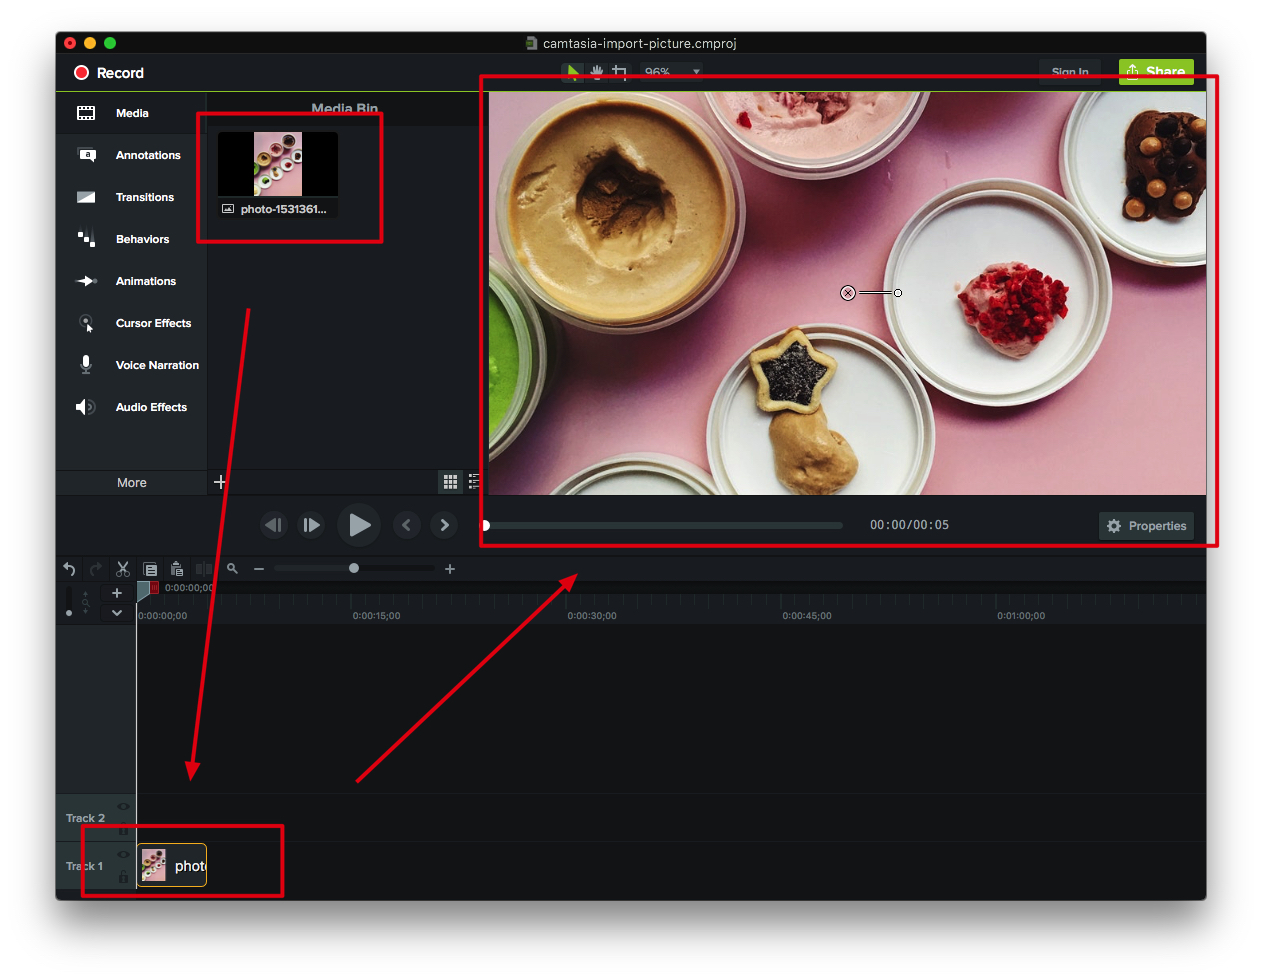 camtasia-import-picture.cmproj
Record
96%
Sign In
Share
Media
Media Bin
Annotations
Transitions
Behaviors
Animations
Cursor Effects
Voice Narration
Audio Effects
photo-1531361...
More
00:00/00:05
Properties
0:00:00;00
0:00:00;00
0:00:15;00
0:00:30;00
0:00:45;00
0:01:00;00
Track 2
Track 1
phot